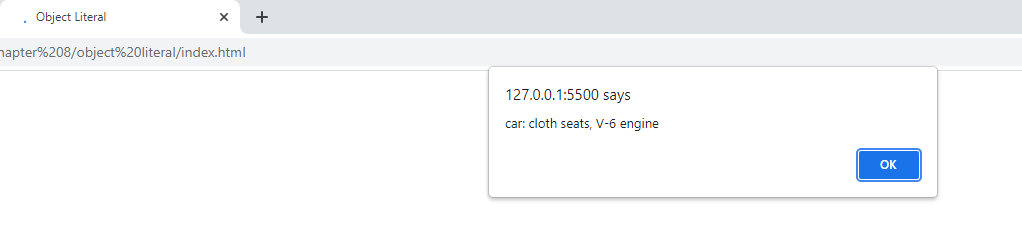 Object Literal
hapter%208/object%20literal/index.html
127.0.0.1:5500 says
car: cloth seats, V-6 engine
OK